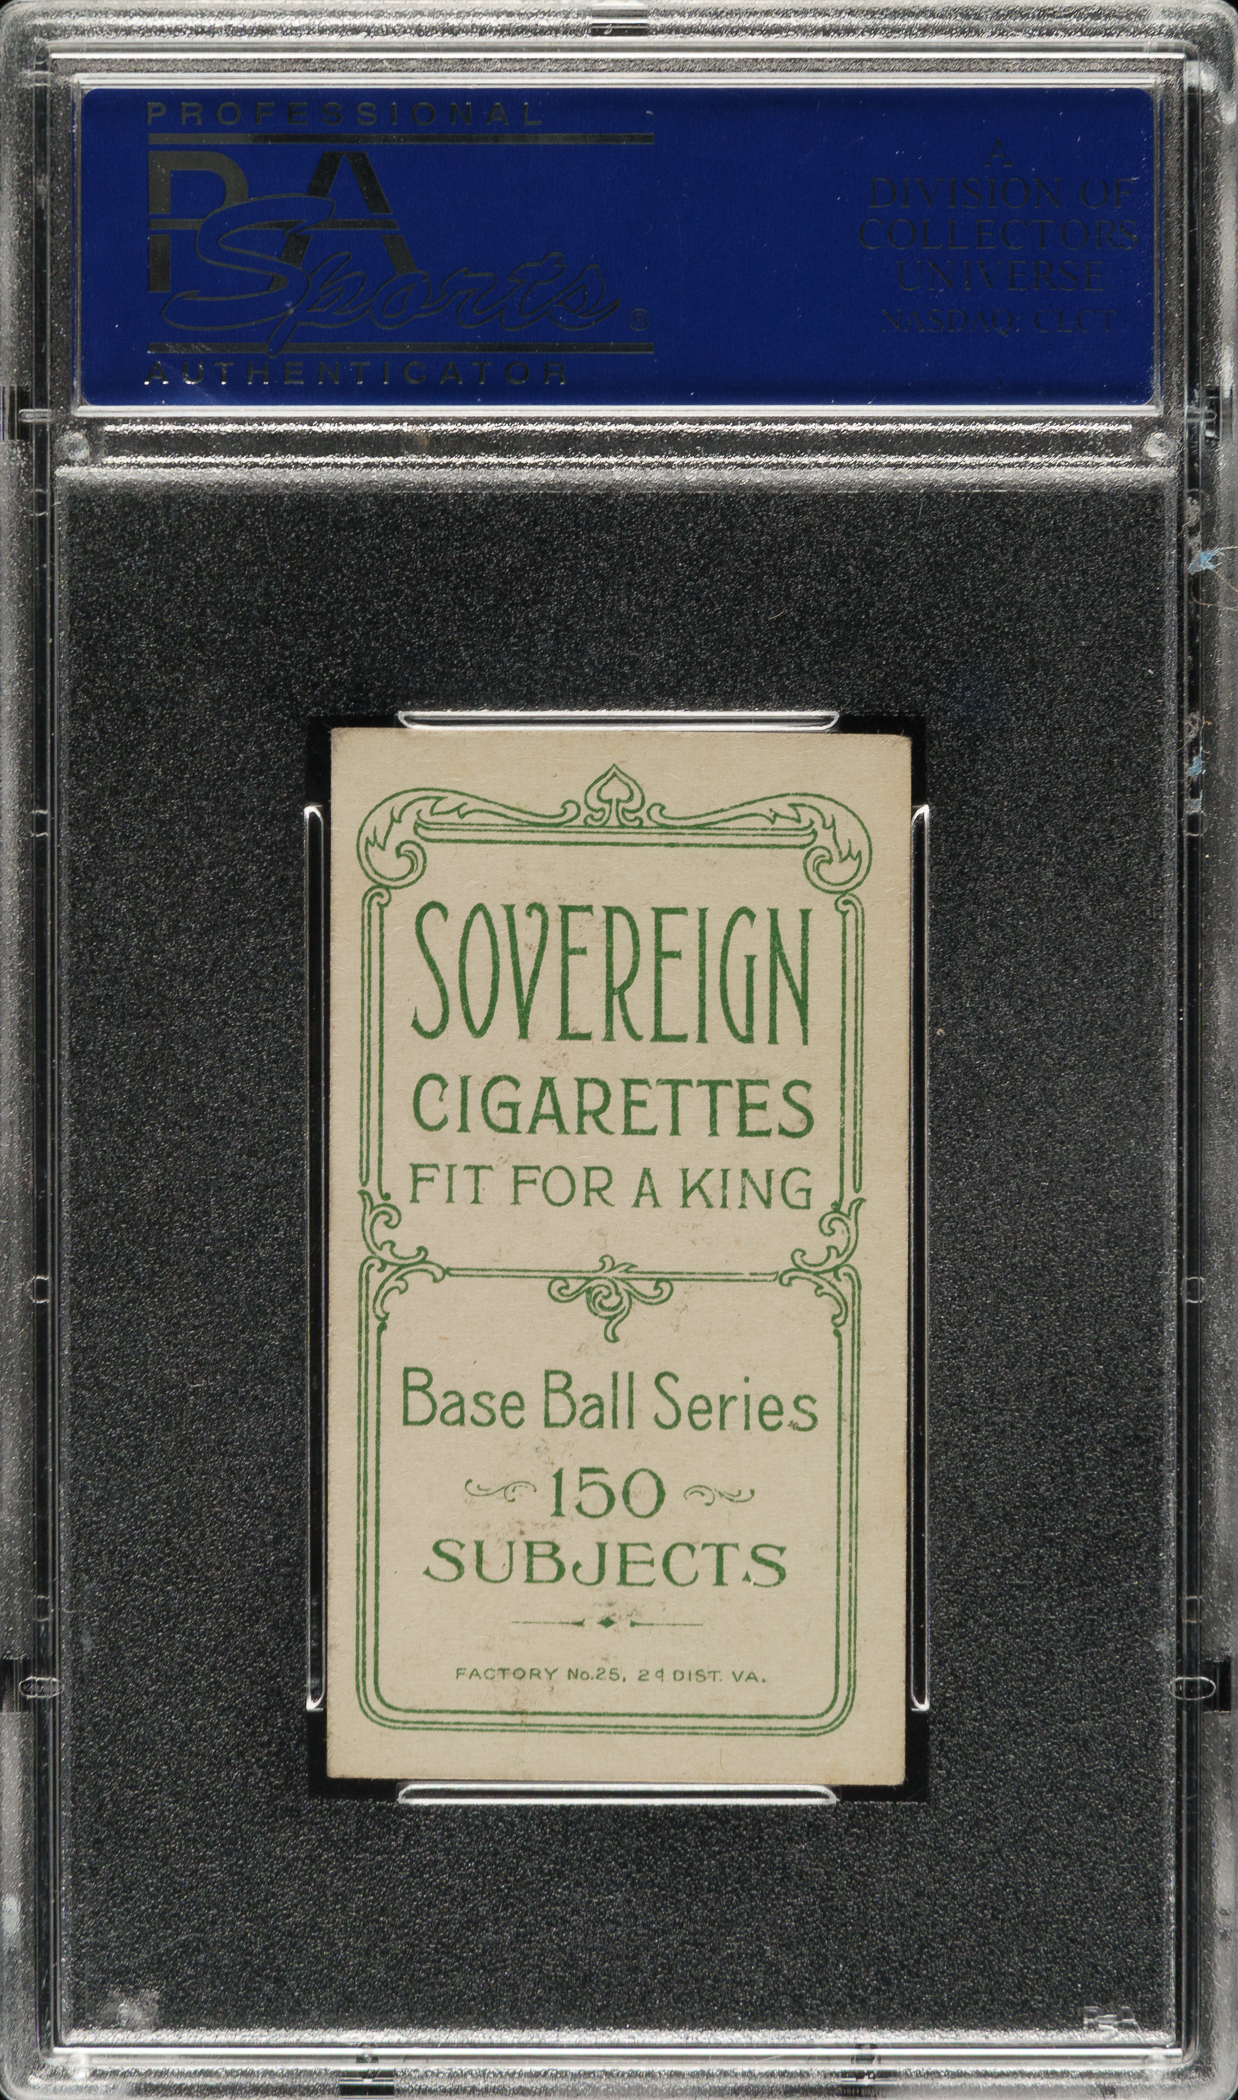 PROFESSIONAL
PSA
Sports ©
AUTHENTICATOR
A
DIVISION OF
COLLECTORS
UNIVERSE
NASDAQ: CLCT
SOVEREIGN
CIGARETTES
FIT FOR A KING
Base Ball Series
150
SUBJECTS
FACTORY No.25, 2d DIST. VA.
PSA